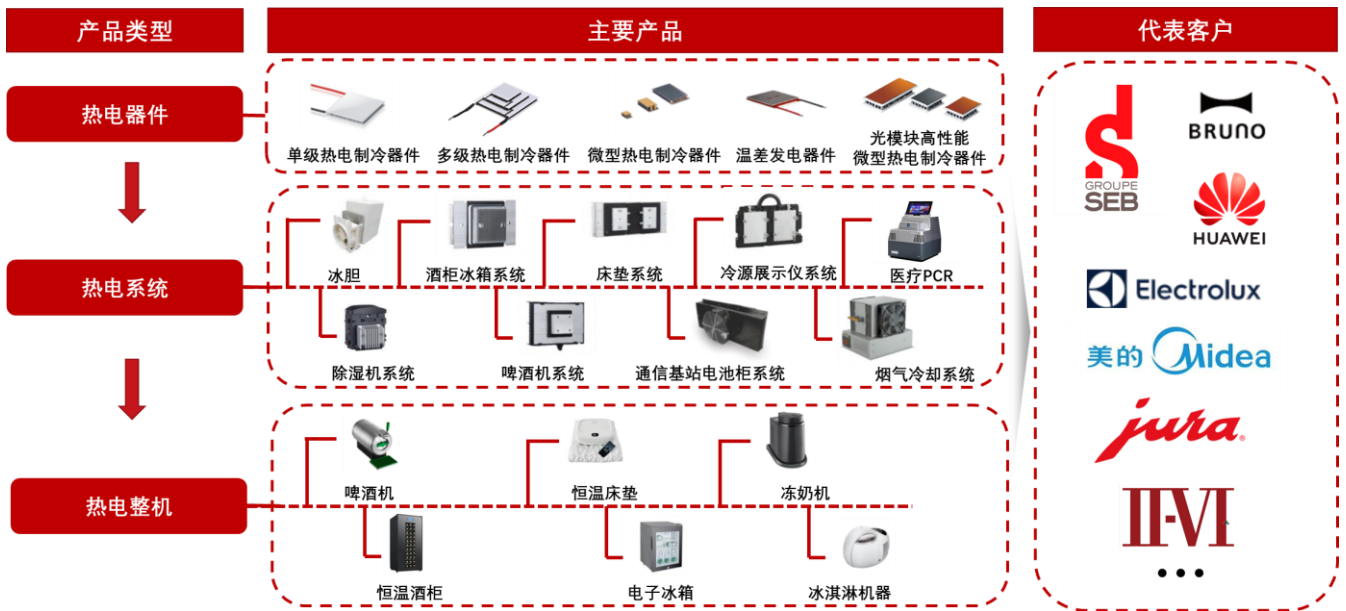 产品类型
主要产品
代表客户
热电器件
单级热电制冷器件
多级热电制冷器件
微型热电制冷器件
温差发电器件
光模块高性能
微型热电制冷器件
热电系统
冰胆
酒柜冰箱系统
床垫系统
冷源展示仪系统
医疗PCR
除湿机系统
啤酒机系统
通信基站电池柜系统
烟气冷却系统
热电整机
啤酒机
恒温床垫
冻奶机
恒温酒柜
电子冰箱
冰淇淋机器
GROUPE
SEB
BRUNO
HUAWEI
Electrolux
美的 Midea
jura®
II-VI
•••